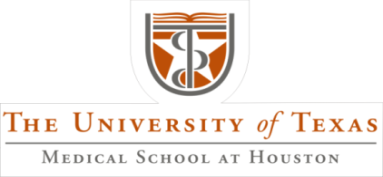 THE UNIVERSITY of TEXAS
MEDICAL SCHOOL AT HOUSTON